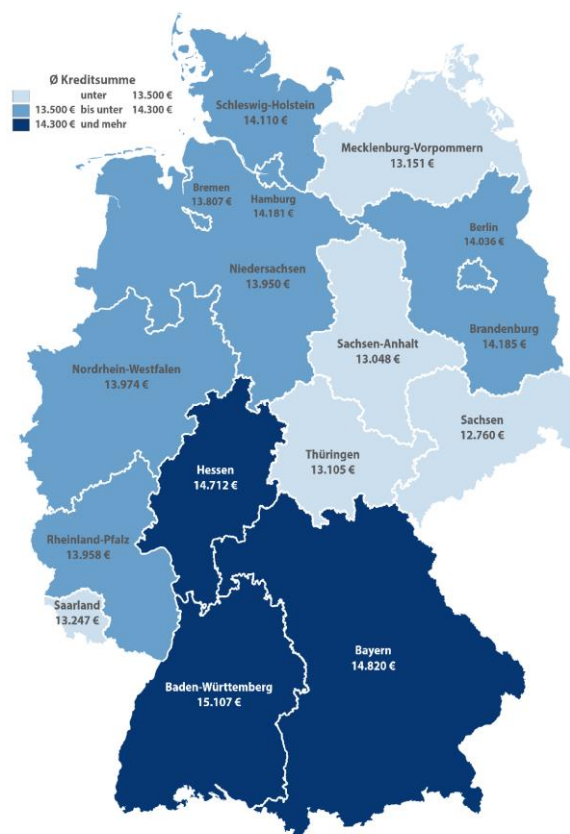 Ø Kreditsumme
unter 13.500 €
13.500 € bis unter 14.300 €
14.300 € und mehr
Schleswig-Holstein
14.110 €
Mecklenburg-Vorpommern
13.151 €
Bremen
13.807 €
Hamburg
14.181 €
Berlin
14.036 €
Niedersachsen
13.950 €
Brandenburg
14.185 €
Sachsen-Anhalt
13.048 €
Nordrhein-Westfalen
13.974 €
Sachsen
12.760 €
Thüringen
13.105 €
Hessen
14.712 €
Rheinland-Pfalz
13.958 €
Saarland
13.247 €
Bayern
14.820 €
Baden-Württemberg
15.107 €